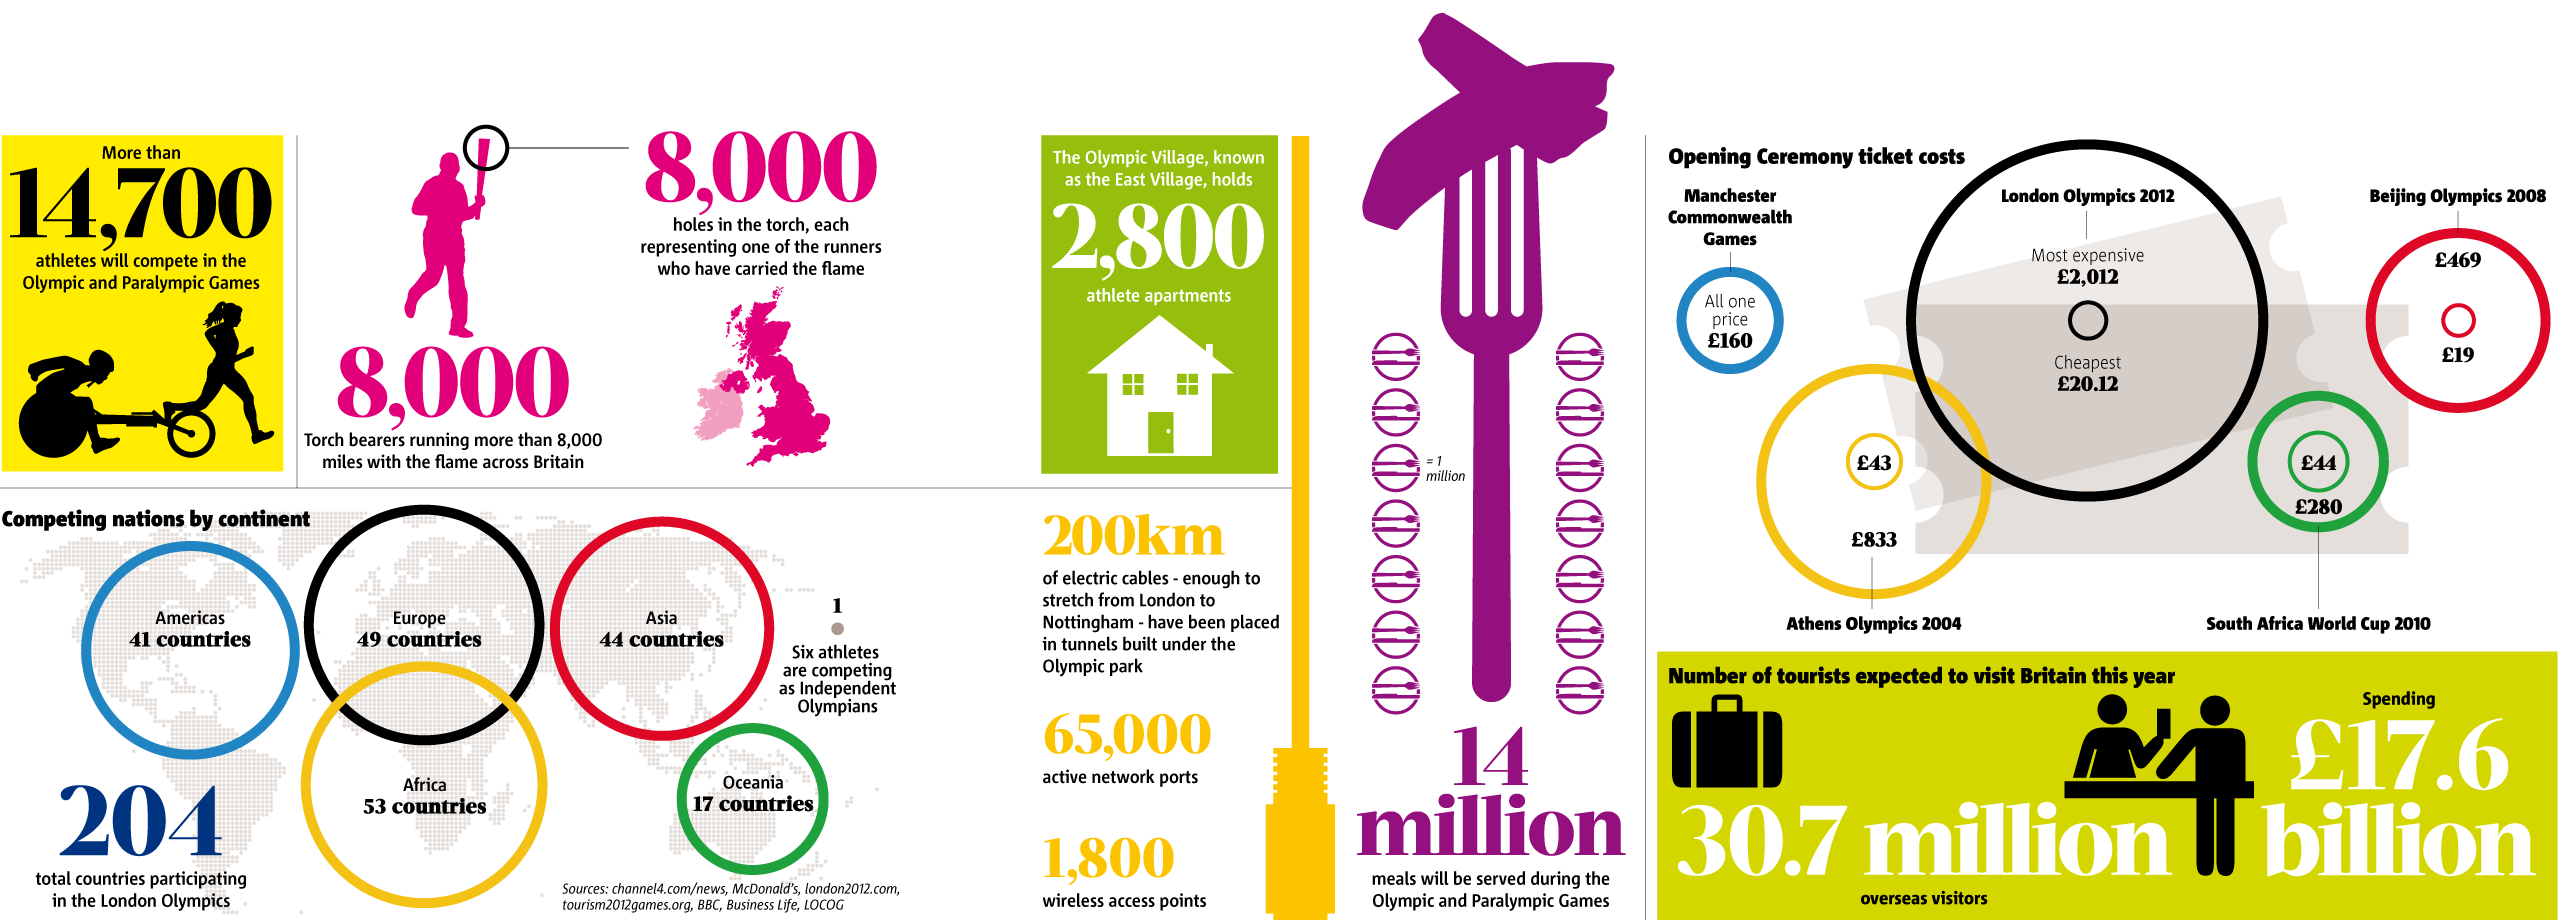 More than
14,700
athletes will compete in the
Olympic and Paralympic Games
8,000
holes in the torch, each
representing one of the runners
who have carried the flame
8,000
Torch bearers running more than 8,000
miles with the flame across Britain
Competing nations by continent
Americas
41 countries
Europe
49 countries
Asia
44 countries
1
Six athletes
are competing
as Independent
Olympians
Africa
53 countries
Oceania
17 countries
204
total countries participating
in the London Olympics
Sources: channel4.com/news, McDonald's, london2012.com,
tourism2012games.org, BBC, Business Life, LOCOG
The Olympic Village, known
as the East Village, holds
2,800
athlete apartments
200km
of electric cables - enough to
stretch from London to
Nottingham - have been placed
in tunnels built under the
Olympic park
65,000
active network ports
1,800
wireless access points
= 1
million
14
million
meals will be served during the
Olympic and Paralympic Games
Opening Ceremony ticket costs
Manchester
Commonwealth
Games
All one
price
£160
London Olympics 2012
Most expensive
£2,012
Cheapest
£20.12
Beijing Olympics 2008
£469
£19
£43
£833
Athens Olympics 2004
£44
£280
South Africa World Cup 2010
Number of tourists expected to visit Britain this year
30.7 million
overseas visitors
Spending
£17.6
billion